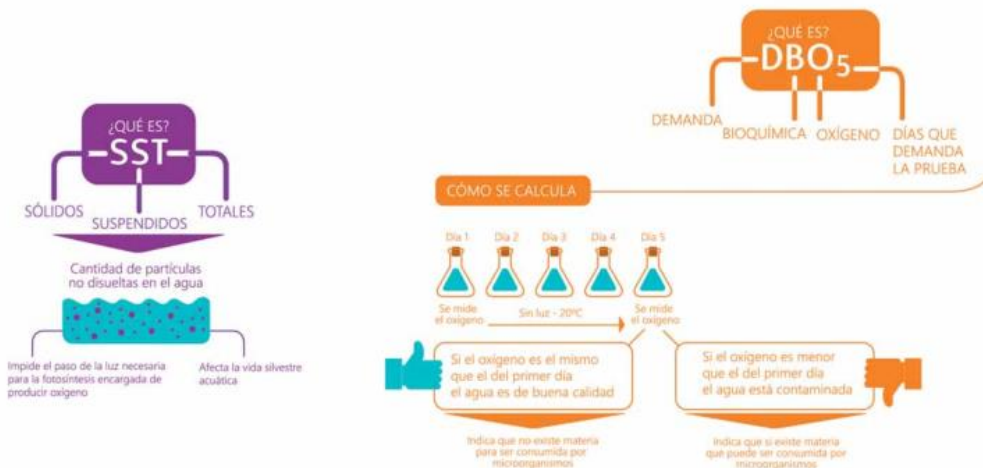 ¿QUÉ ES?
SST
SÓLIDOS
SUSPENDIDOS
TOTALES
Cantidad de partículas
no disueltas en el agua
Impide el paso de la luz necesaria
para la fotosíntesis encargada de
producir oxígeno
Afecta la vida silvestre
acuática
¿QUÉ ES?
DBO5
DEMANDA
BIOQUÍMICA
OXÍGENO
DÍAS QUE
DEMANDA
LA PRUEBA
CÓMO SE CALCULA
Día 1
Día 2
Día 3
Día 4
Día 5
Se mide
el oxígeno
Sin luz - 20ºC
Se mide
el oxígeno
Si el oxígeno es el mismo
que el del primer día
el agua es de buena calidad
Indica que no existe materia
para ser consumida por
microorganismos
Si el oxígeno es menor
que el del primer día
el agua está contaminada
Indica que si existe materia
que puede ser consumida por
microorganismos